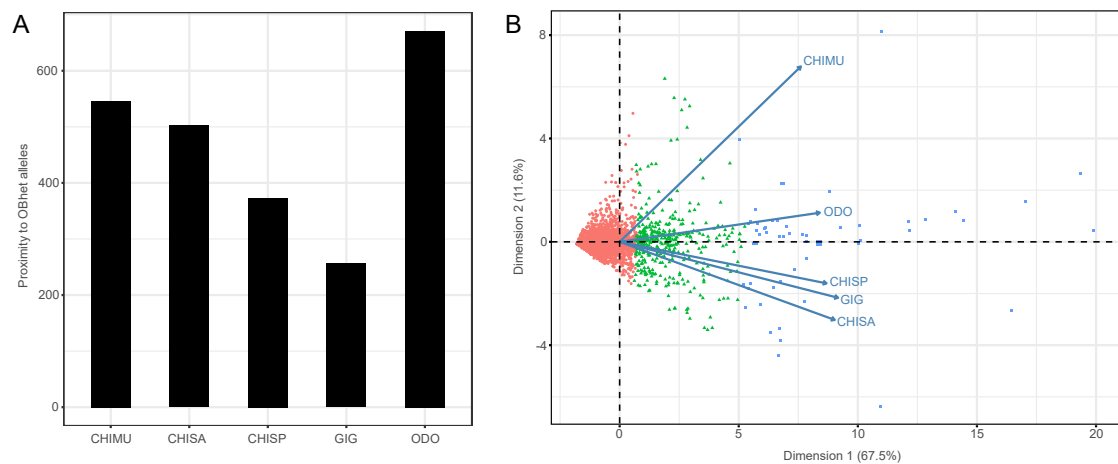 A
Proximity to OBhet alleles
600
400
200
0
CHIMU CHISA CHISP GIG ODO
B
Dimension 2 (11.6%)
8
4
0
-4
CHIMU
ODO
CHISP
GIG
CHISA
0 5 10 15 20
Dimension 1 (67.5%)